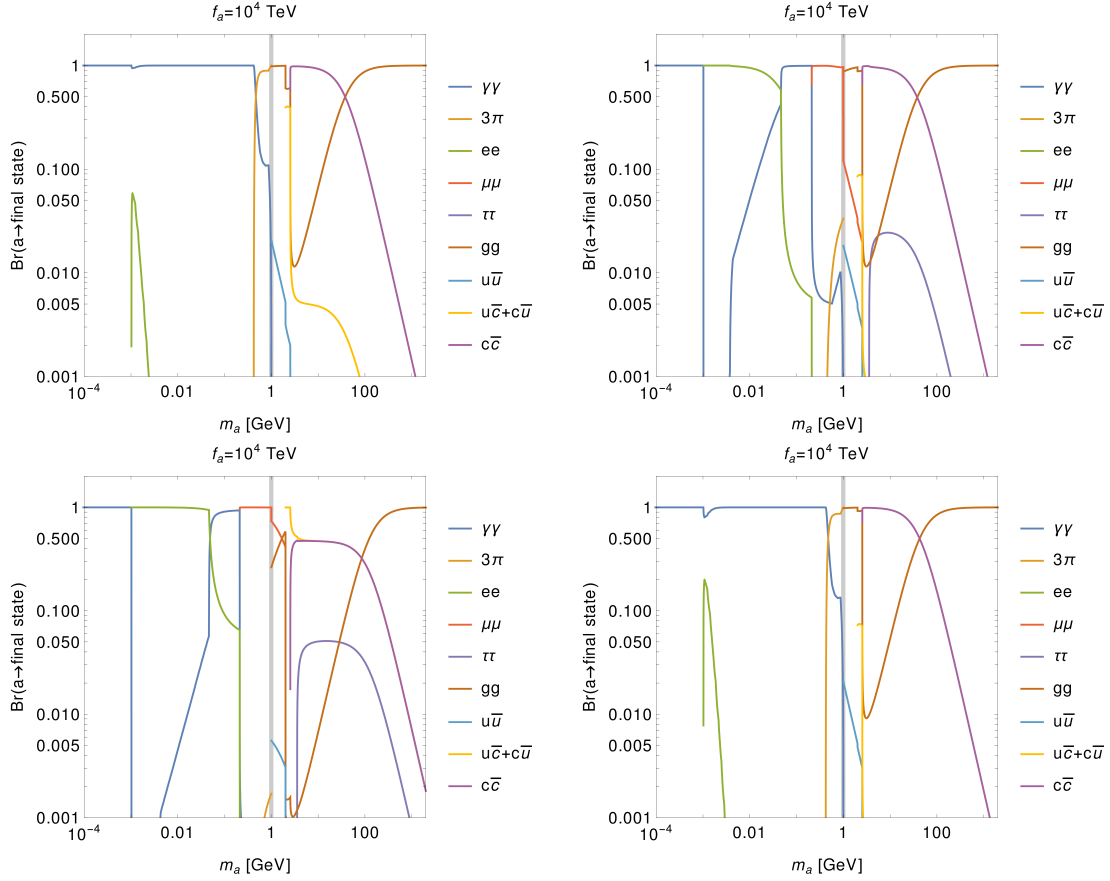 f_a=10^4 TeV
Br(a→final state)
1
0.500
0.100
0.050
0.010
0.005
0.001
10^-4
0.01
1
100
m_a [GeV]
γγ
3π
ee
μμ
ττ
gg
uū
uc̄+cū
cc̄
f_a=10^4 TeV
Br(a→final state)
1
0.500
0.100
0.050
0.010
0.005
0.001
10^-4
0.01
1
100
m_a [GeV]
γγ
3π
ee
μμ
ττ
gg
uū
uc̄+cū
cc̄
f_a=10^4 TeV
Br(a→final state)
1
0.500
0.100
0.050
0.010
0.005
0.001
10^-4
0.01
1
100
m_a [GeV]
γγ
3π
ee
μμ
ττ
gg
uū
uc̄+cū
cc̄
f_a=10^4 TeV
Br(a→final state)
1
0.500
0.100
0.050
0.010
0.005
0.001
10^-4
0.01
1
100
m_a [GeV]
γγ
3π
ee
μμ
ττ
gg
uū
uc̄+cū
cc̄